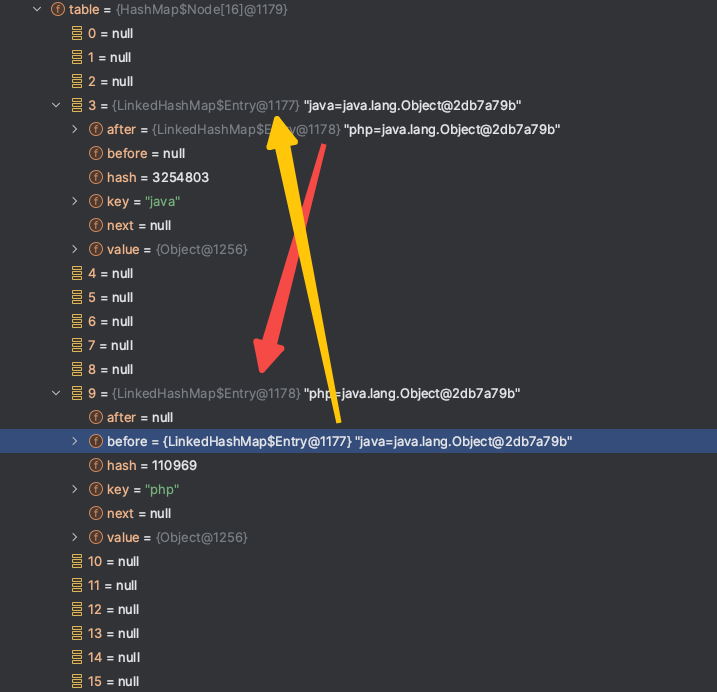 table = {HashMap$Node[16]@1179}
0 = null
1 = null
2 = null
3 = {LinkedHashMap$Entry@1177} "java=java.lang.Object@2db7a79b"
f after = {LinkedHashMap$Entry@1178} "php=java.lang.Object@2db7a79b"
f before = null
f hash = 3254803
f key = "java"
f next = null
f value = {Object@1256}
4 = null
5 = null
6 = null
7 = null
8 = null
9 = {LinkedHashMap$Entry@1178} "php=java.lang.Object@2db7a79b"
f after = null
f before = {LinkedHashMap$Entry@1177} "java=java.lang.Object@2db7a79b"
f hash = 110969
f key = "php"
f next = null
f value = {Object@1256}
10 = null
11 = null
12 = null
13 = null
14 = null
15 = null